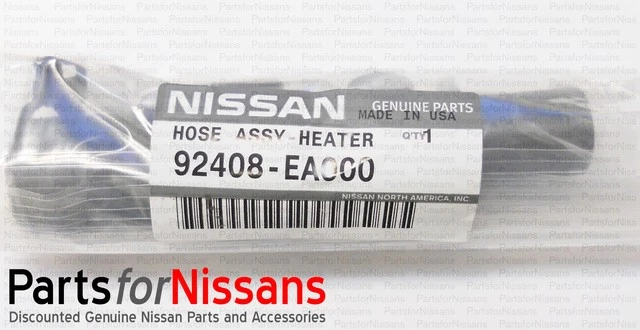 NISSAN GENUINE PARTS
MADE IN USA
HOSE ASSY-HEATER Q'TY 1
92408-EA000
NISSAN NORTH AMERICA, INC
PartsforNissans
Discounted Genuine Nissan Parts and Accessories